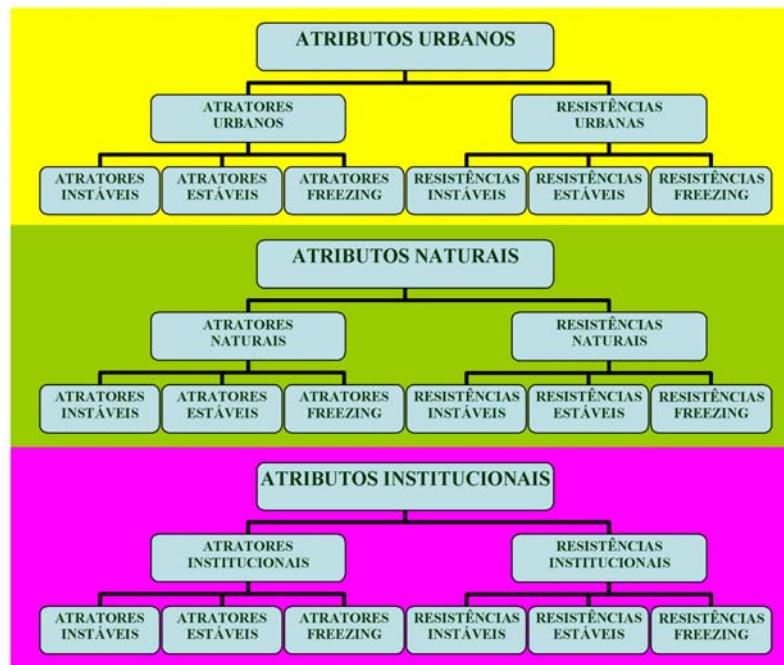 ATRIBUTOS URBANOS
ATRATORES
URBANOS
RESISTÊNCIAS
URBANAS
ATRATORES
INSTÁVEIS
ATRATORES
ESTÁVEIS
ATRATORES
FREEZING
RESISTÊNCIAS
INSTÁVEIS
RESISTÊNCIAS
ESTÁVEIS
RESISTÊNCIAS
FREEZING
ATRIBUTOS NATURAIS
ATRATORES
NATURAIS
RESISTÊNCIAS
NATURAIS
ATRATORES
INSTÁVEIS
ATRATORES
ESTÁVEIS
ATRATORES
FREEZING
RESISTÊNCIAS
INSTÁVEIS
RESISTÊNCIAS
ESTÁVEIS
RESISTÊNCIAS
FREEZING
ATRIBUTOS INSTITUCIONAIS
ATRATORES
INSTITUCIONAIS
RESISTÊNCIAS
INSTITUCIONAIS
ATRATORES
INSTÁVEIS
ATRATORES
ESTÁVEIS
ATRATORES
FREEZING
RESISTÊNCIAS
INSTÁVEIS
RESISTÊNCIAS
ESTÁVEIS
RESISTÊNCIAS
FREEZING